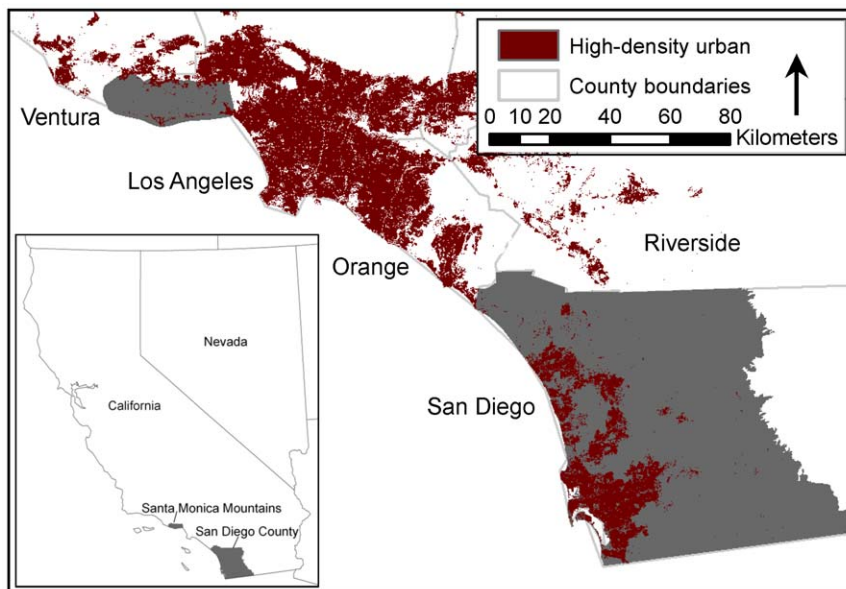 High-density urban
County boundaries
0 10 20 40 60 80
Kilometers
Ventura
Los Angeles
Orange
Riverside
San Diego
Nevada
California
Santa Monica Mountains
San Diego County